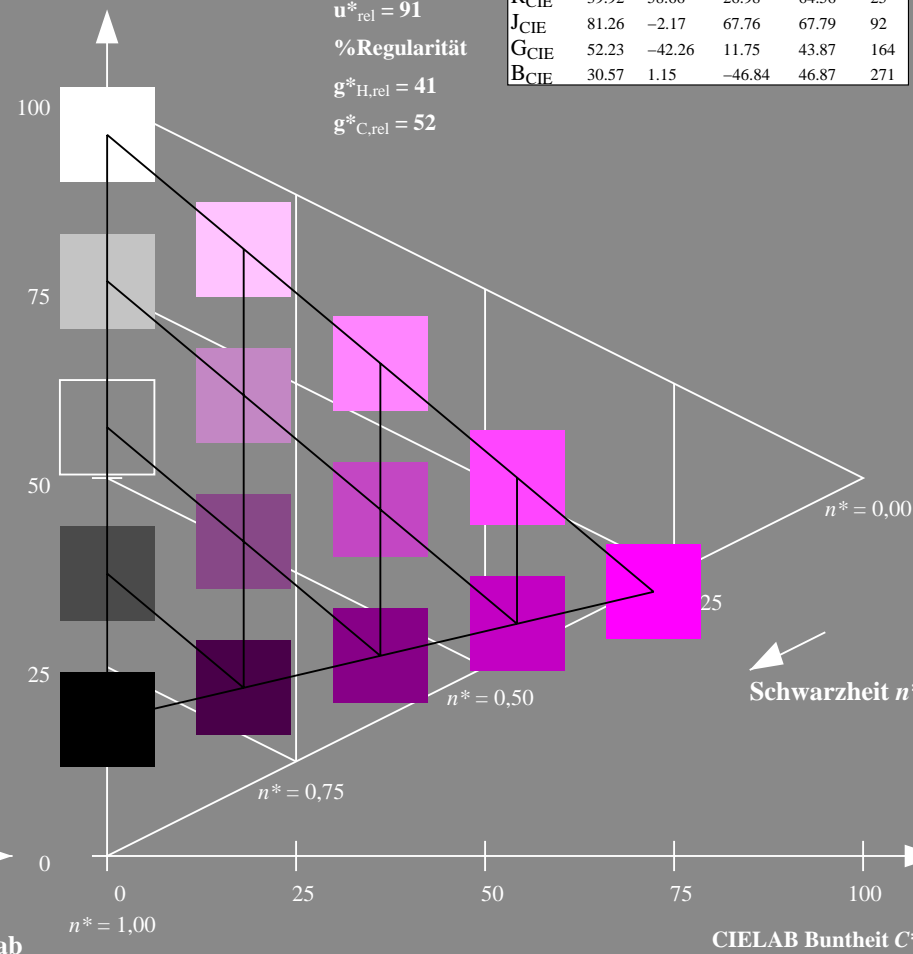 u*rel = 91
%Regularität
g*H,rel = 41
g*C,rel = 52
JCIE 81.26 −2.17 67.76 67.79 92
GCIE 52.23 −42.26 11.75 43.87 164
BCIE 30.57 1.15 −46.84 46.87 271
100
75
50
25
0
n* = 0,00
25
Schwarzheit n*
n* = 0,50
n* = 0,75
0 25 50 75 100
n* = 1,00
ab
CIELAB Buntheit C*